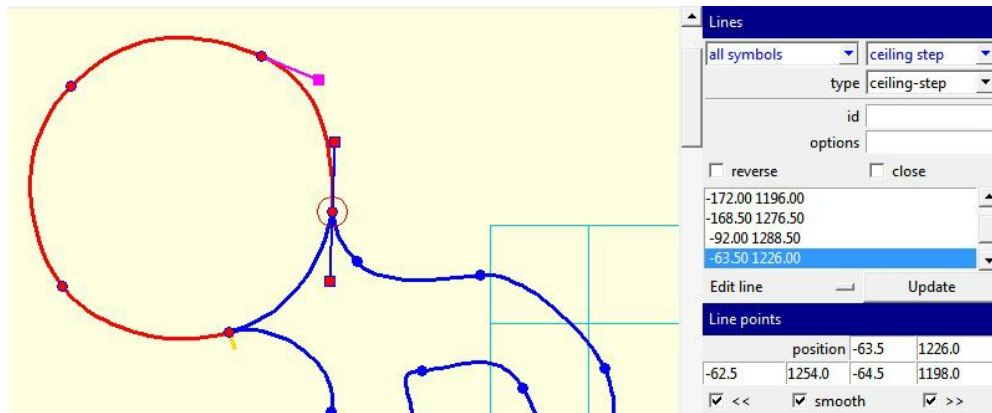 Lines
all symbols ceiling step
type ceiling-step
id
options
reverse close
-172.00 1196.00
-168.50 1276.50
-92.00 1288.50
-63.50 1226.00
Edit line Update
Line points
position -63.5 1226.0
-62.5 1254.0 -64.5 1198.0
<< smooth >>